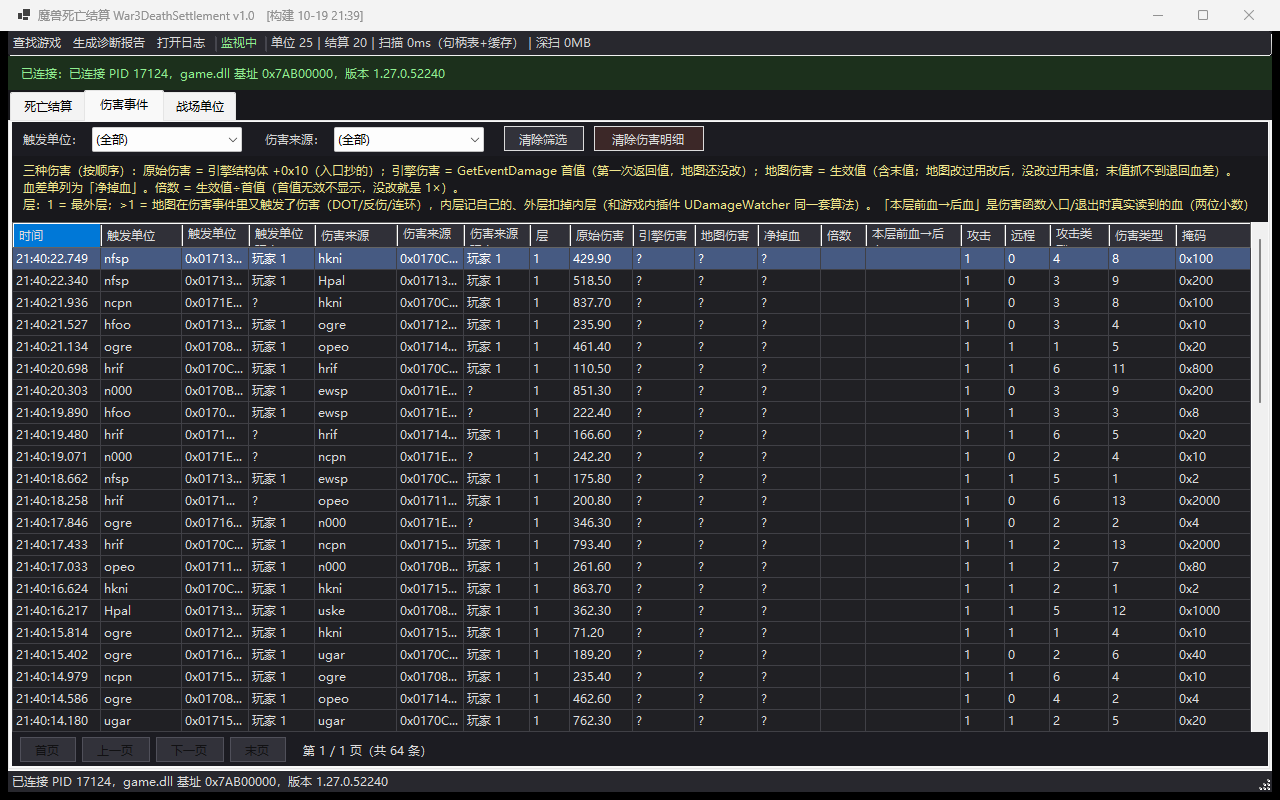 魔兽死亡结算 War3DeathSettlement v1.0 [构建 10-19 21:39]
查找游戏 生成诊断报告 打开日志 监视中 单位 25 | 结算 20 | 扫描 0ms（句柄表+缓存） | 深扫 0MB
已连接：已连接 PID 17124，game.dll 基址 0x7AB00000，版本 1.27.0.52240
死亡结算 伤害事件 战场单位
触发单位： (全部) 伤害来源： (全部) 清除筛选 清除伤害明细
三种伤害（按顺序）：原始伤害 = 引擎结构体 +0x10（入口抄的）；引擎伤害 = GetEventDamage 首值（第一次返回值，地图还没改）；地图伤害 = 生效值（含末值；地图改过用改后，没改过用末值；末值抓不到退回血差）。
血差单列为「净掉血」。倍数 = 生效值÷首值（首值无效不显示，没改就是 1×）。
层：1 = 最外层；>1 = 地图在伤害事件里又触发了伤害（DOT/反伤/连环），内层记自己的、外层扣掉内层（和游戏内插件 UDamageWatcher 同一套算法）。「本层前血→后血」是伤害函数入口/退出时真实读到的血（两位小数）
时间 触发单位 触发单位 触发单位 伤害来源 伤害来源 伤害来源 层 原始伤害 引擎伤害 地图伤害 净掉血 倍数 本层前血→后 攻击 远程 攻击类 伤害类型 掩码
21:40:22.749 nfsp 0x01713... 玩家 1 hkni 0x0170C... 玩家 1 1 429.90 ? ? ? 1 0 4 8 0x100
21:40:22.340 nfsp 0x01713... 玩家 1 Hpal 0x01713... 玩家 1 1 518.50 ? ? ? 1 0 3 9 0x200
21:40:21.936 ncpn 0x0171E... ? hkni 0x0170C... 玩家 1 1 837.70 ? ? ? 1 0 3 8 0x100
21:40:21.527 hfoo 0x01713... 玩家 1 ogre 0x01712... 玩家 1 1 235.90 ? ? ? 1 0 3 4 0x10
21:40:21.134 ogre 0x01708... 玩家 1 opeo 0x01714... 玩家 1 1 461.40 ? ? ? 1 1 1 5 0x20
21:40:20.698 hrif 0x0170C... 玩家 1 hrif 0x0170C... 玩家 1 1 110.50 ? ? ? 1 1 6 11 0x800
21:40:20.303 n000 0x0170B... 玩家 1 ewsp 0x0171E... ? 1 851.30 ? ? ? 1 0 3 9 0x200
21:40:19.890 hfoo 0x0170... 玩家 1 ewsp 0x0171E... ? 1 222.40 ? ? ? 1 1 3 3 0x8
21:40:19.480 hrif 0x0171... ? hrif 0x01714... 玩家 1 1 166.60 ? ? ? 1 1 6 5 0x20
21:40:19.071 n000 0x0171E... ? ncpn 0x0171E... ? 1 242.20 ? ? ? 1 0 2 4 0x10
21:40:18.662 nfsp 0x01713... 玩家 1 ewsp 0x0170C... 玩家 1 1 175.80 ? ? ? 1 1 5 1 0x2
21:40:18.258 hrif 0x0171... ? opeo 0x01711... 玩家 1 1 200.80 ? ? ? 1 0 6 13 0x2000
21:40:17.846 ogre 0x01716... 玩家 1 n000 0x0171E... ? 1 346.30 ? ? ? 1 0 2 2 0x4
21:40:17.433 hrif 0x0170C... 玩家 1 ncpn 0x01715... 玩家 1 1 793.40 ? ? ? 1 1 2 13 0x2000
21:40:17.033 opeo 0x01711... 玩家 1 n000 0x0170B... 玩家 1 1 261.60 ? ? ? 1 1 2 7 0x80
21:40:16.624 hkni 0x0170C... 玩家 1 hkni 0x01715... 玩家 1 1 863.70 ? ? ? 1 1 2 1 0x2
21:40:16.217 Hpal 0x01713... 玩家 1 uske 0x01708... 玩家 1 1 362.30 ? ? ? 1 1 5 12 0x1000
21:40:15.814 ogre 0x01712... 玩家 1 hkni 0x01715... 玩家 1 1 71.20 ? ? ? 1 1 1 4 0x10
21:40:15.402 ogre 0x01716... 玩家 1 ugar 0x0170C... 玩家 1 1 189.20 ? ? ? 1 0 2 6 0x40
21:40:14.979 ncpn 0x01715... 玩家 1 ogre 0x01708... 玩家 1 1 235.40 ? ? ? 1 1 6 4 0x10
21:40:14.586 ogre 0x01708... 玩家 1 opeo 0x01714... 玩家 1 1 462.60 ? ? ? 1 0 4 2 0x4
21:40:14.180 ugar 0x01715... 玩家 1 ugar 0x0170C... 玩家 1 1 762.30 ? ? ? 1 1 2 5 0x20
首页 上一页 下一页 末页 第 1 / 1 页（共 64 条）
已连接 PID 17124，game.dll 基址 0x7AB00000，版本 1.27.0.52240